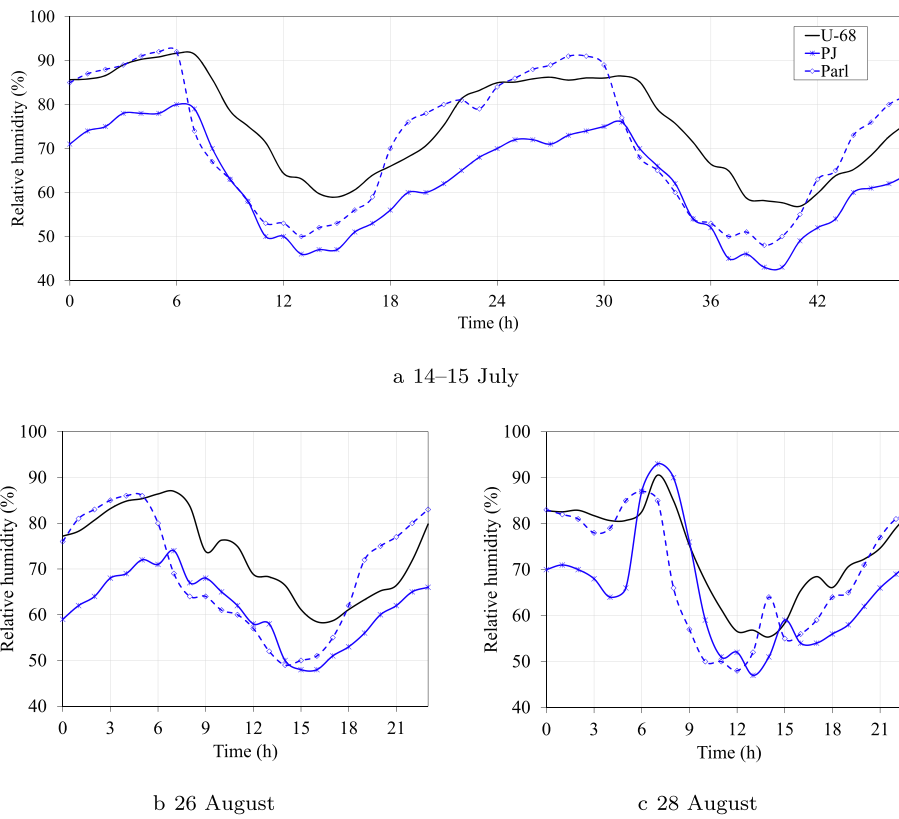 100
90
80
70
60
50
40
Relative humidity (%)
U-68
PJ
Parl
0 6 12 18 24 30 36 42
Time (h)
a 14–15 July
100
90
80
70
60
50
40
Relative humidity (%)
0 3 6 9 12 15 18 21
Time (h)
b 26 August
100
90
80
70
60
50
40
Relative humidity (%)
0 3 6 9 12 15 18 21
Time (h)
c 28 August